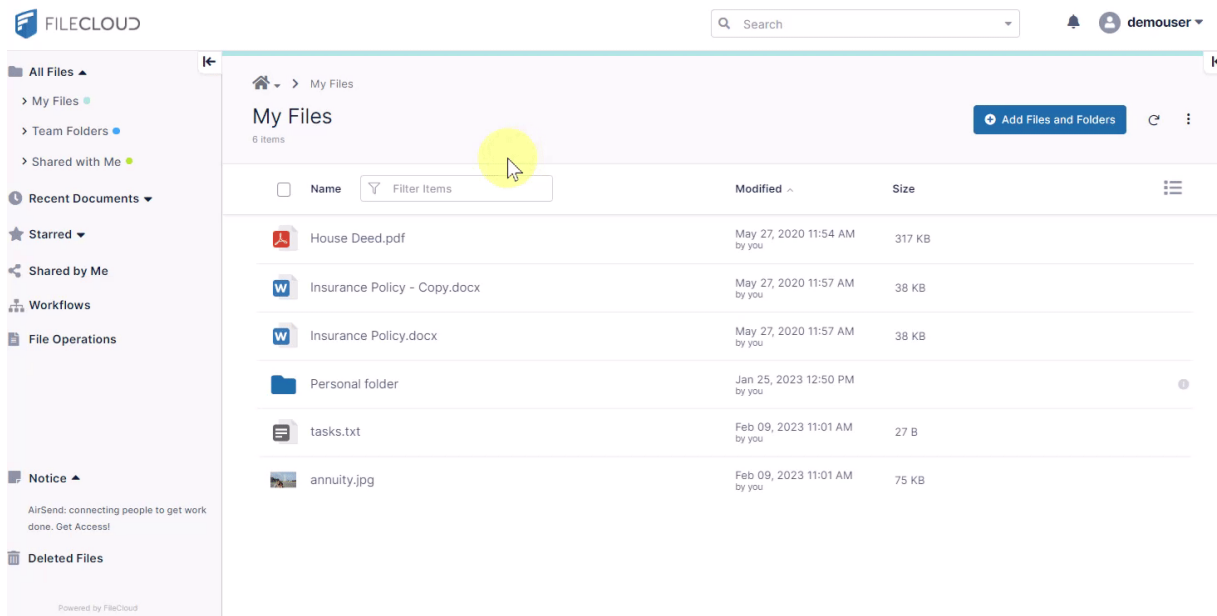 FILECLOUD
Search
demouser
All Files
My Files
Team Folders
Shared with Me
Recent Documents
Starred
Shared by Me
Workflows
File Operations
Notice
AirSend: connecting people to get work
done. Get Access!
Deleted Files
Powered by FileCloud
My Files
My Files
6 items
Add Files and Folders
Name
Filter Items
Modified
Size
House Deed.pdf
May 27, 2020 11:54 AM
by you
317 KB
Insurance Policy - Copy.docx
May 27, 2020 11:57 AM
by you
38 KB
Insurance Policy.docx
May 27, 2020 11:57 AM
by you
38 KB
Personal folder
Jan 25, 2023 12:50 PM
by you
tasks.txt
Feb 09, 2023 11:01 AM
by you
27 B
annuity.jpg
Feb 09, 2023 11:01 AM
by you
75 KB